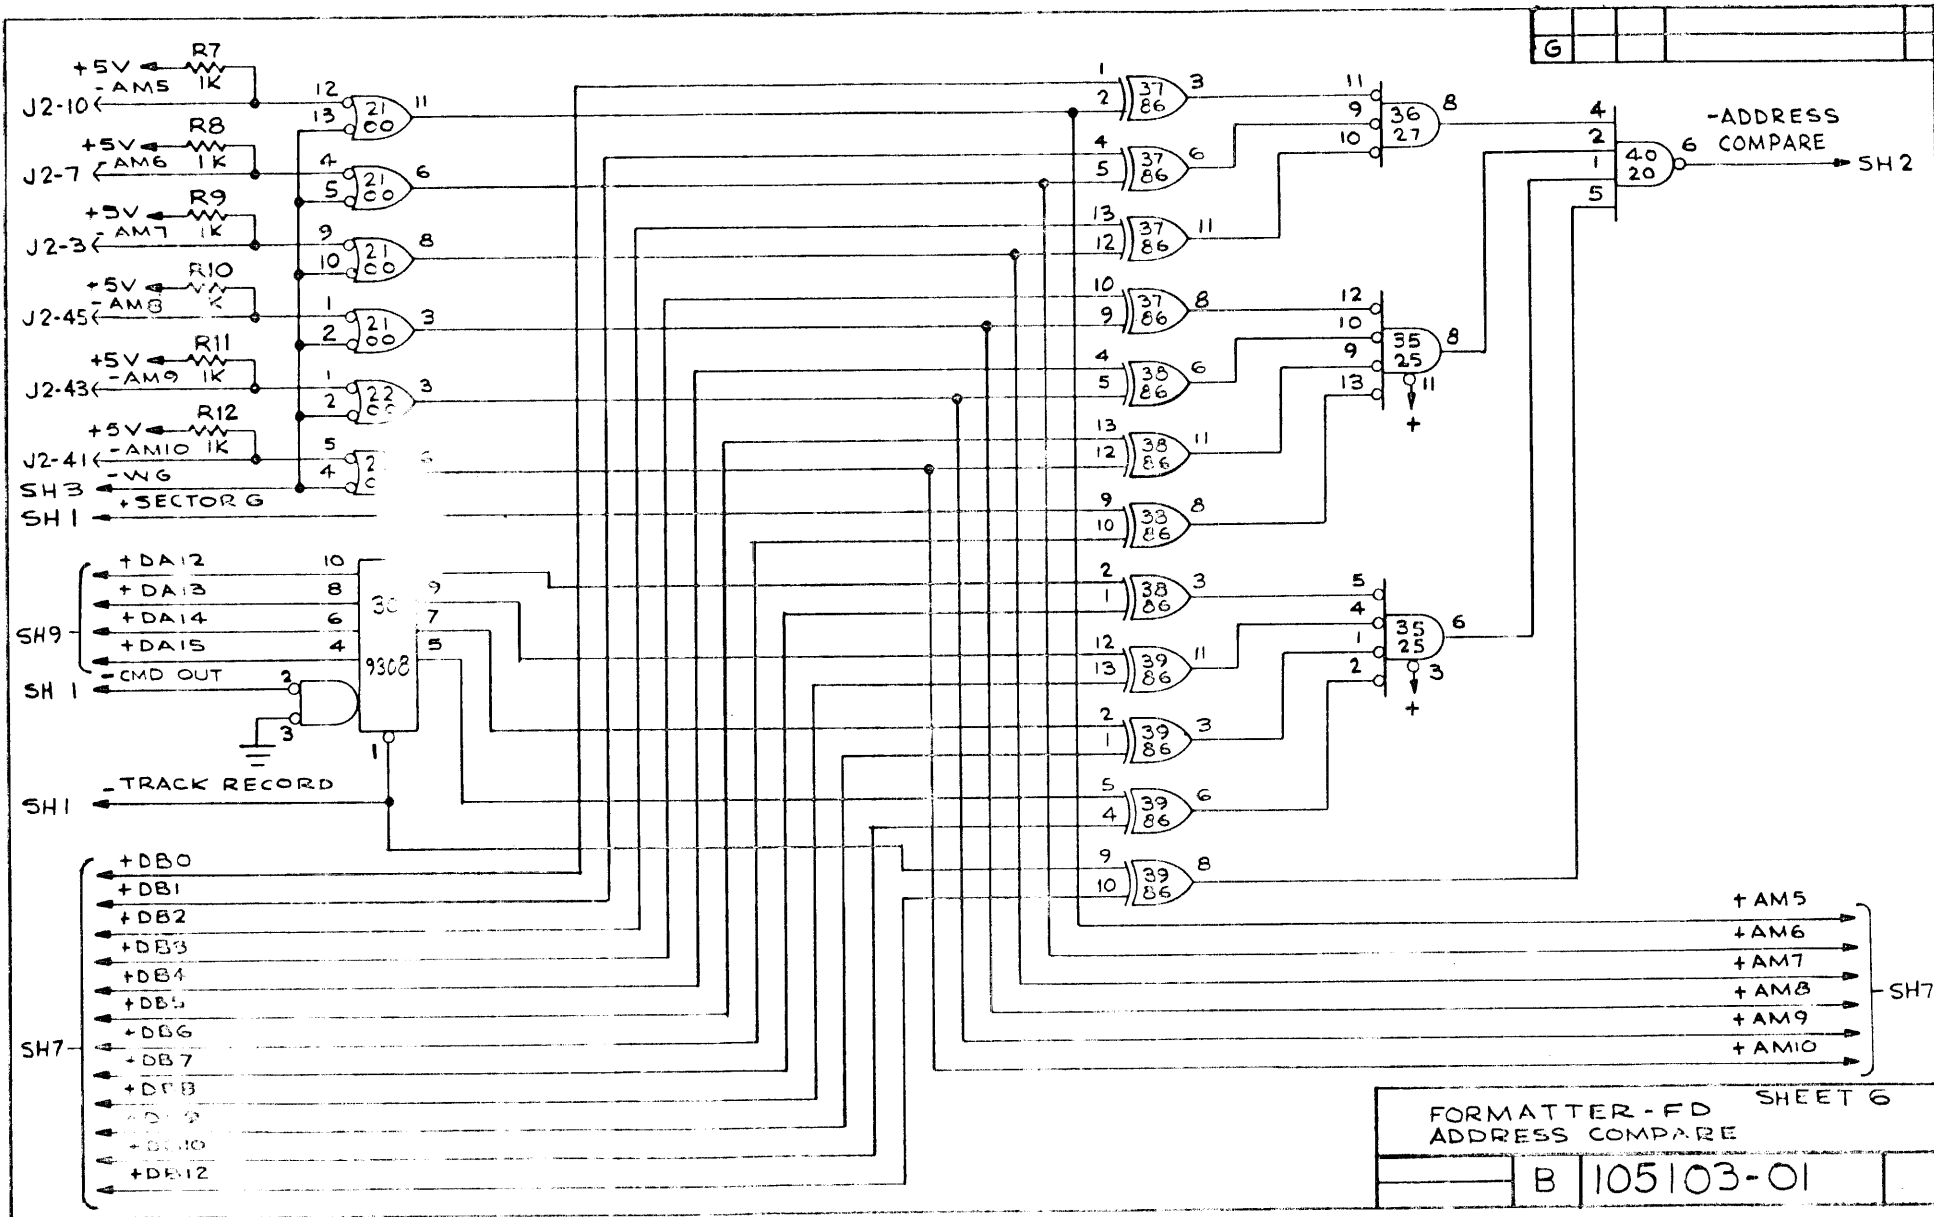 G
R7
+5V
1K
-AM5
J2-10
12
13
21
00
11
R8
+5V
1K
-AM6
J2-7
4
5
21
00
6
R9
+5V
1K
-AM7
J2-3
9
10
21
00
8
R10
+5V
K
-AM8
J2-45
1
2
21
00
3
R11
+5V
1K
-AM9
J2-43
1
2
22
3
R12
+5V
1K
-AM10
J2-41
5
4
-WG
SH3
+SECTOR G
SH1
SH9
+DA12
+DA13
+DA14
+DA15
10
8
6
4
9
7
5
9308
-CMD OUT
SH 1
2
3
1
-TRACK RECORD
SH1
SH7
+DB0
+DB1
+DB2
+DB3
+DB4
+DB6
+DB7
+DB12
1
2
37
86
3
4
5
37
86
6
13
12
37
86
11
10
9
37
86
8
4
5
38
86
6
13
12
38
86
11
9
10
86
8
2
1
38
86
3
12
13
39
86
11
2
1
39
86
3
5
4
39
86
6
9
10
39
86
8
11
9
10
36
27
8
12
10
9
13
35
25
8
11
+
5
4
1
2
35
25
6
3
+
4
2
1
5
40
20
6
-ADDRESS
COMPARE
SH2
+AM5
+AM6
+AM7
+AM8
+AM9
+AM10
SH7
SHEET 6
FORMATTER-FD
ADDRESS COMPARE
B
105103-01